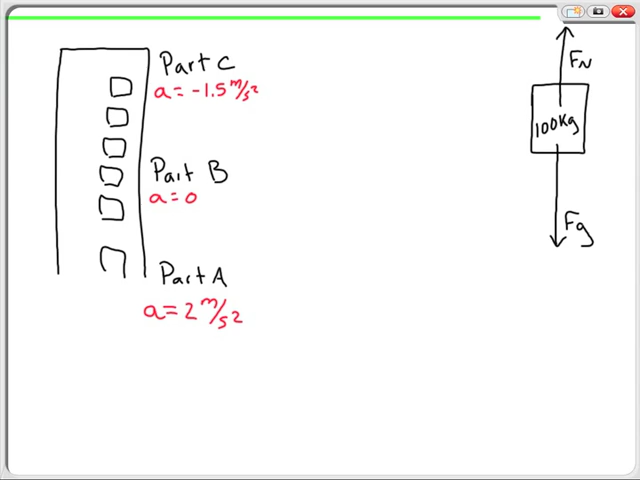 Part C
a = -1.5 m/s2
Part B
a = 0
Part A
a = 2 m/s2
FN
100Kg
Fg